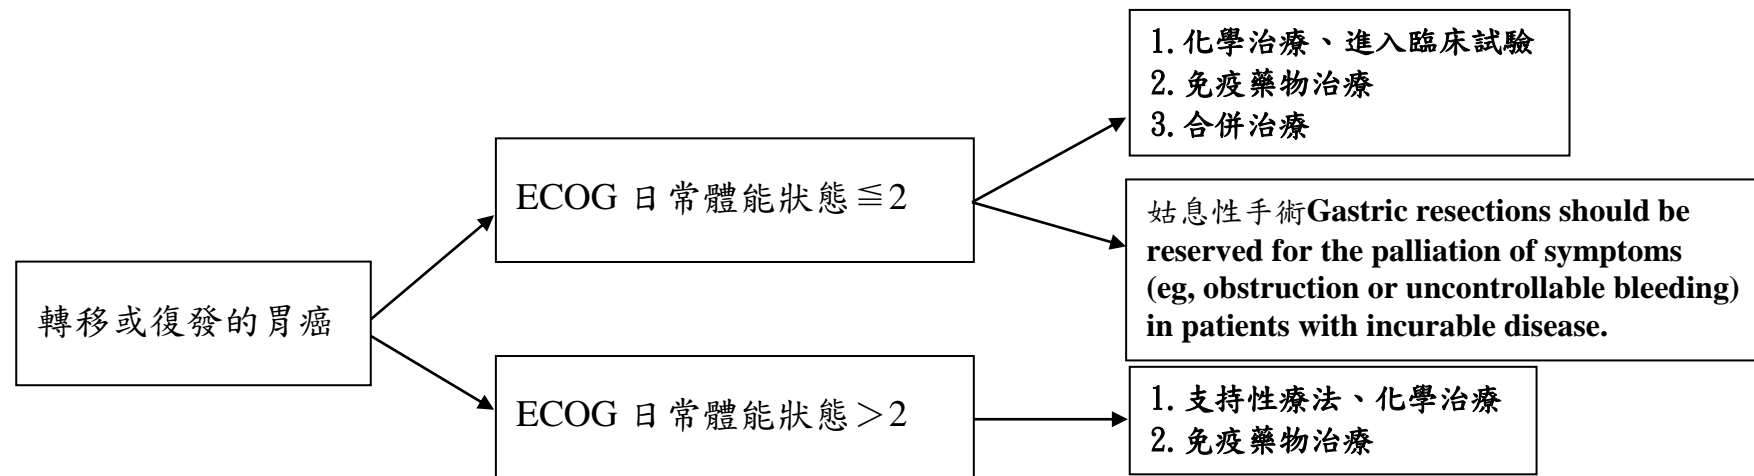 轉移或復發的胃癌
ECOG 日常體能狀態≦2
1. 化學治療、進入臨床試驗
2. 免疫藥物治療
3. 合併治療
姑息性手術Gastric resections should be
reserved for the palliation of symptoms
(eg, obstruction or uncontrollable bleeding)
in patients with incurable disease.
ECOG 日常體能狀態＞2
1. 支持性療法、化學治療
2. 免疫藥物治療